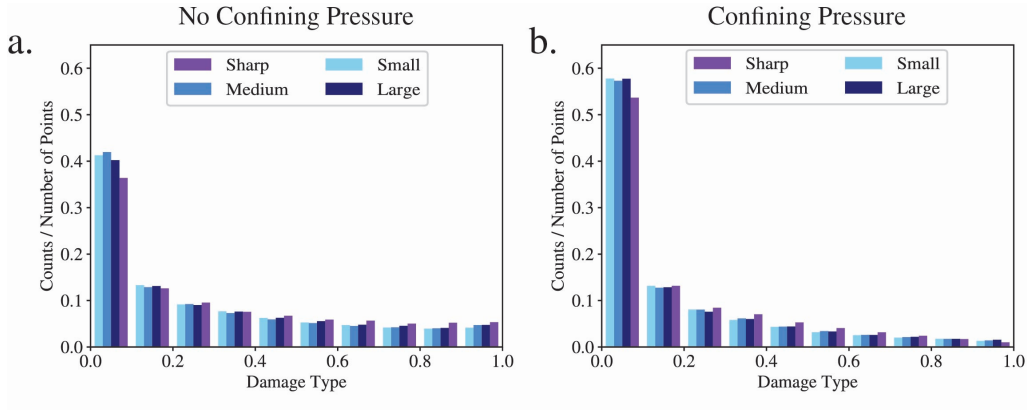 No Confining Pressure
a.
Sharp Small
Medium Large
Counts / Number of Points
0.6
0.5
0.4
0.3
0.2
0.1
0.0
0.0 0.2 0.4 0.6 0.8 1.0
Damage Type
Confining Pressure
b.
Sharp Small
Medium Large
Counts / Number of Points
0.6
0.5
0.4
0.3
0.2
0.1
0.0
0.0 0.2 0.4 0.6 0.8 1.0
Damage Type